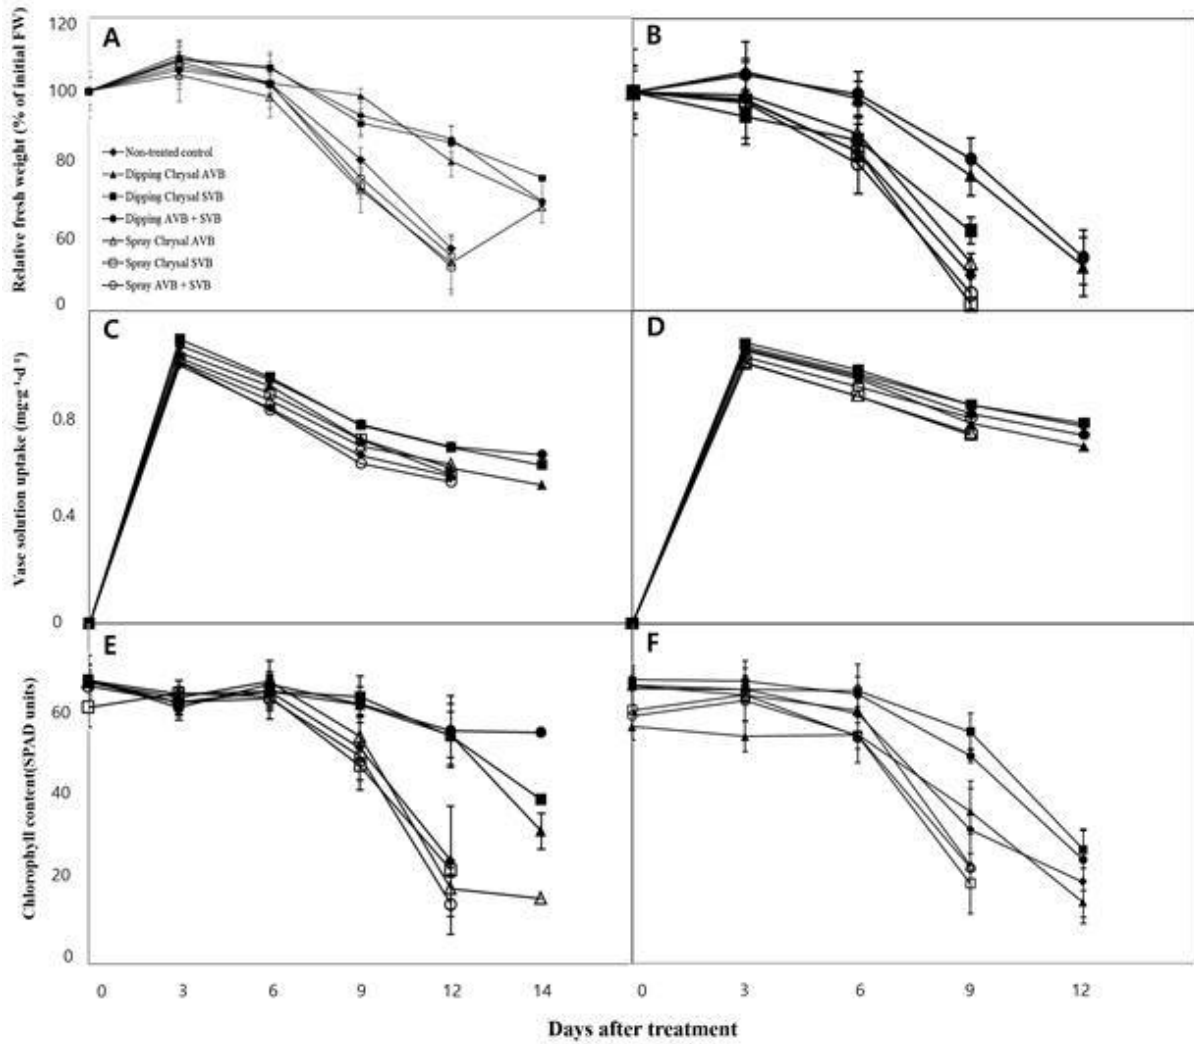 120
A
B
100
Non-treated control
Dipping Chrysal AVB
80
Dipping Chrysal SVB
Dipping AVB + SVB
60
Spray Chrysal AVB
Spray Chrysal SVB
0
Spray AVB + SVB
Relative fresh weight (% of initial FW)
C
D
0.8
0.4
0
Vase solution uptake (mg·g⁻¹·d⁻¹)
E
F
60
40
20
0
Chlorophyll content(SPAD units)
0 3 6 9 12 14 0 3 6 9 12
Days after treatment